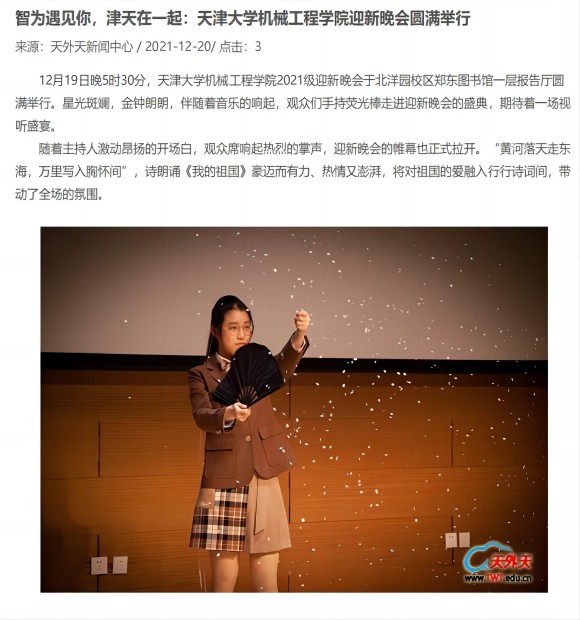 智为遇见你，津天在一起：天津大学机械工程学院迎新晚会圆满举行
来源：天外天新闻中心 / 2021-12-20/ 点击：3
12月19日晚5时30分，天津大学机械工程学院2021级迎新晚会于北洋园校区郑东图书馆一层报告厅圆
满举行。星光斑斓，金钟朗朗，伴随着音乐的响起，观众们手持荧光棒走进迎新晚会的盛典，期待着一场视
听盛宴。
随着主持人激动昂扬的开场白，观众席响起热烈的掌声，迎新晚会的帷幕也正式拉开。“黄河落天走东
海，万里写入胸怀间”，诗朗诵《我的祖国》豪迈而有力、热情又澎湃，将对祖国的爱融入行行诗词间，带
动了全场的氛围。
天外天
www.twt.edu.cn